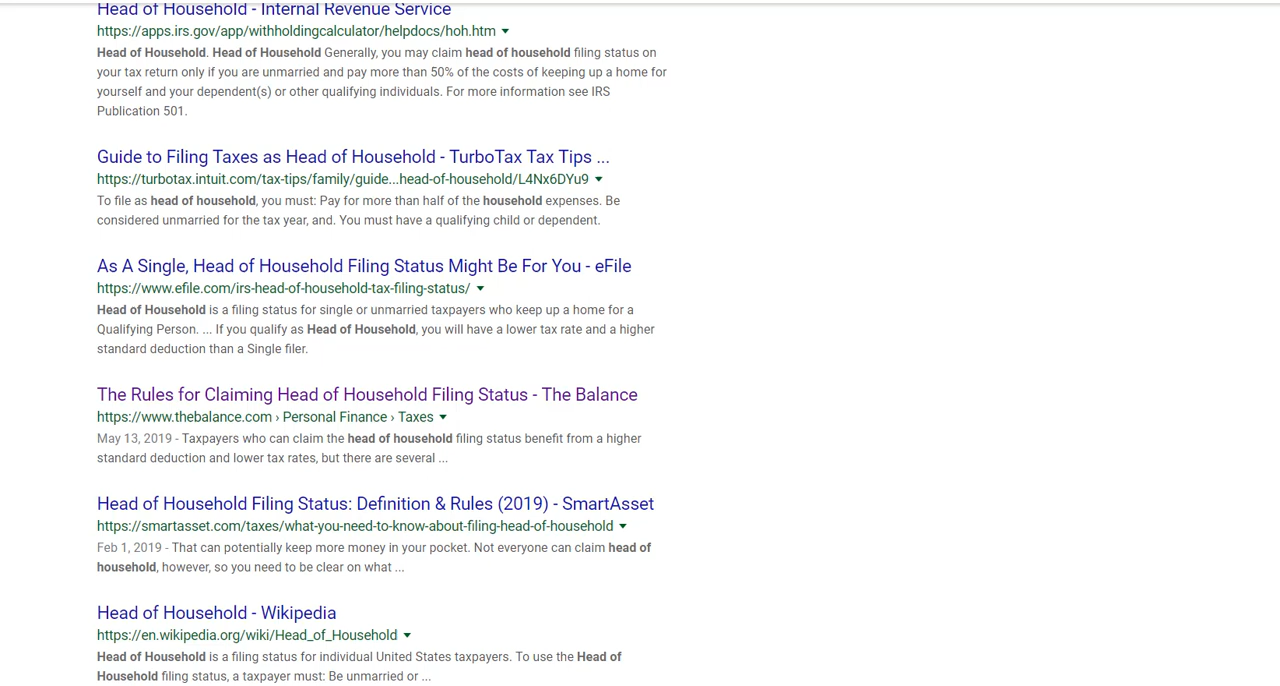 Head of Household - Internal Revenue Service
https://apps.irs.gov/app/withholdingcalculator/helpdocs/hoh.htm
Head of Household. Head of Household Generally, you may claim head of household filing status on
your tax return only if you are unmarried and pay more than 50% of the costs of keeping up a home for
yourself and your dependent(s) or other qualifying individuals. For more information see IRS
Publication 501.
Guide to Filing Taxes as Head of Household - TurboTax Tax Tips ...
https://turbotax.intuit.com/tax-tips/family/guide...head-of-household/L4Nx6DYu9
To file as head of household, you must: Pay for more than half of the household expenses. Be
considered unmarried for the tax year, and. You must have a qualifying child or dependent.
As A Single, Head of Household Filing Status Might Be For You - eFile
https://www.efile.com/irs-head-of-household-tax-filing-status/
Head of Household is a filing status for single or unmarried taxpayers who keep up a home for a
Qualifying Person. ... If you qualify as Head of Household, you will have a lower tax rate and a higher
standard deduction than a Single filer.
The Rules for Claiming Head of Household Filing Status - The Balance
https://www.thebalance.com › Personal Finance › Taxes
May 13, 2019 - Taxpayers who can claim the head of household filing status benefit from a higher
standard deduction and lower tax rates, but there are several ...
Head of Household Filing Status: Definition & Rules (2019) - SmartAsset
https://smartasset.com/taxes/what-you-need-to-know-about-filing-head-of-household
Feb 1, 2019 - That can potentially keep more money in your pocket. Not everyone can claim head of
household, however, so you need to be clear on what ...
Head of Household - Wikipedia
https://en.wikipedia.org/wiki/Head_of_Household
Head of Household is a filing status for individual United States taxpayers. To use the Head of
Household filing status, a taxpayer must: Be unmarried or ...